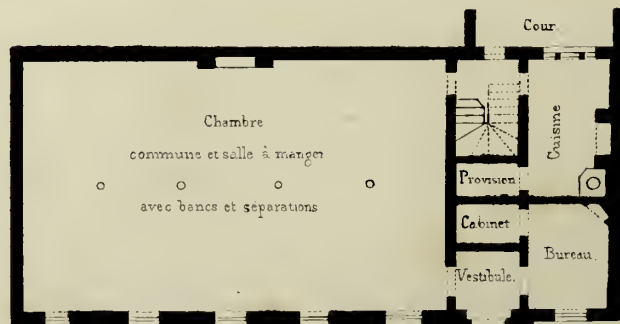 Cour
Chambre
commune et salle à manger
avec bancs et séparations
Cuisine
Provision
Cabinet
Bureau.
Vestibule.